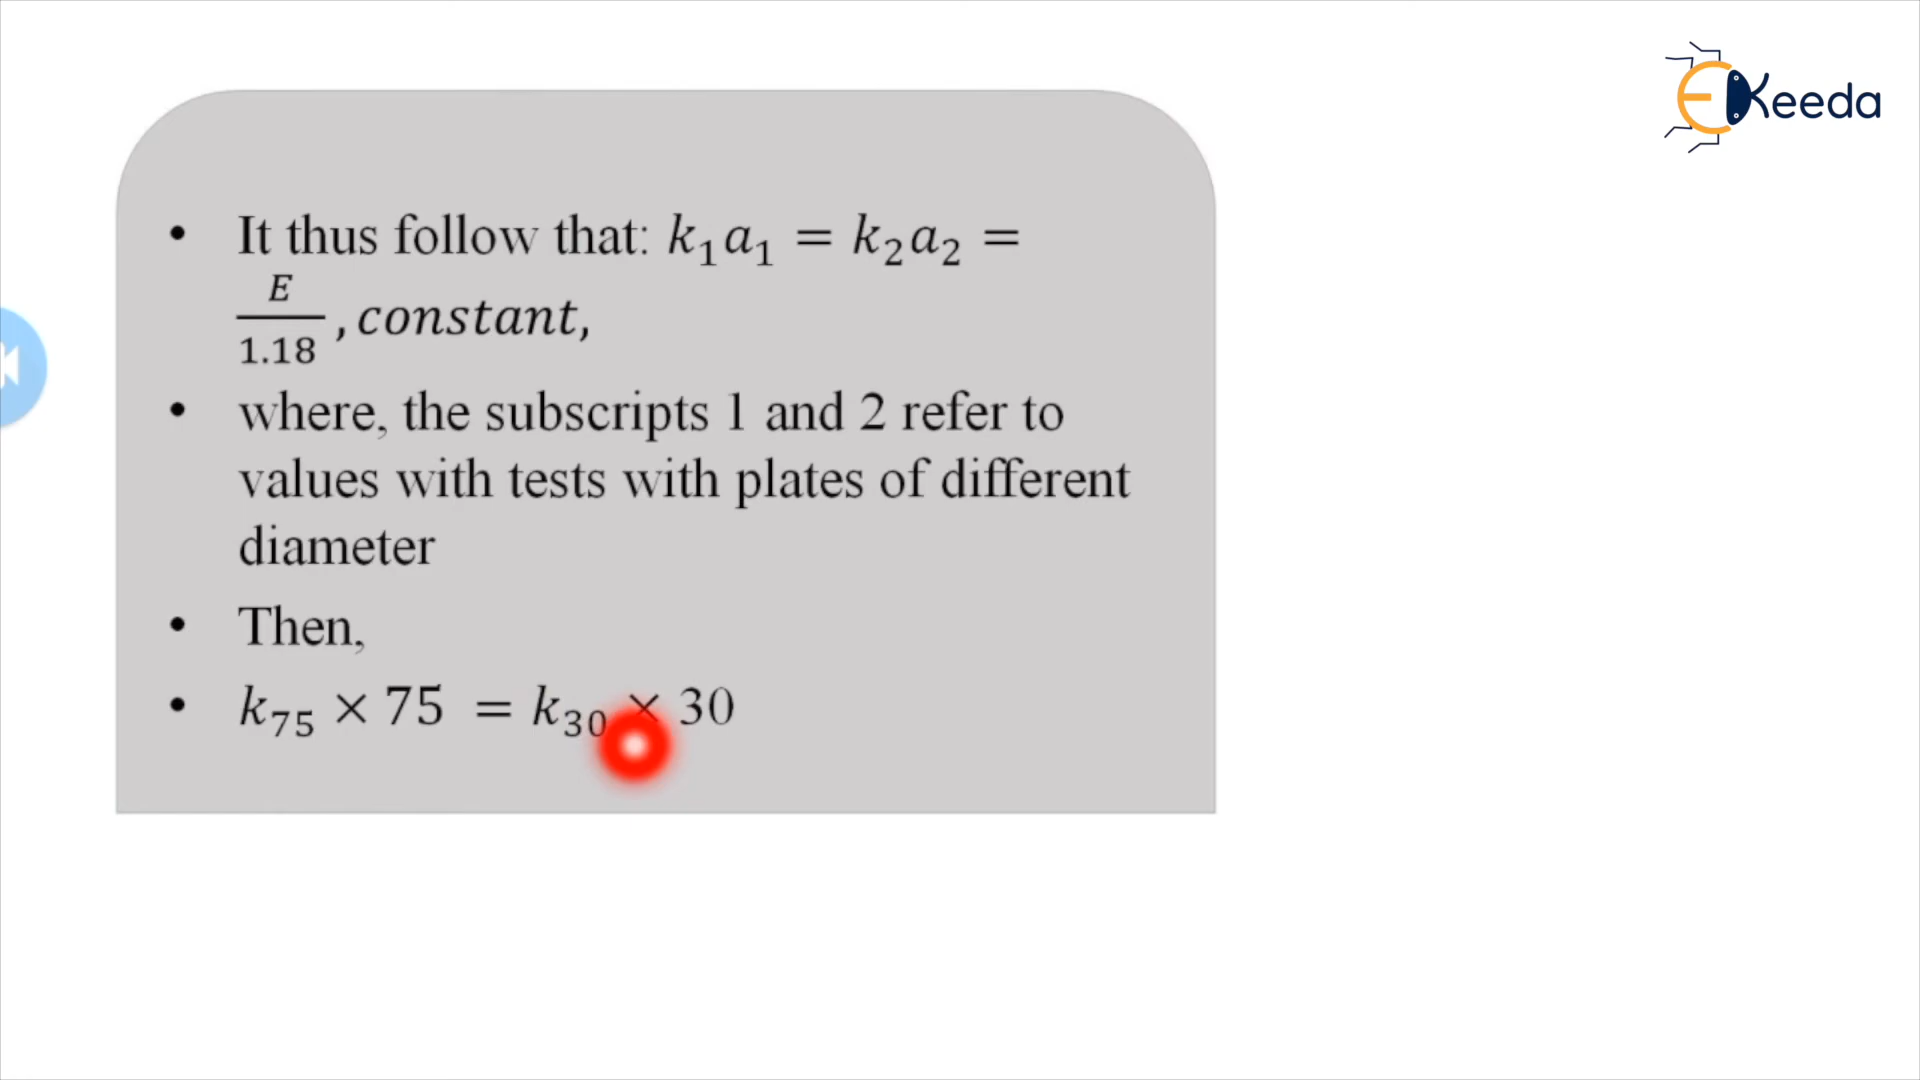 EKeeda
• It thus follow that: k₁a₁ = k₂a₂ =
E/1.18, constant,
• where, the subscripts 1 and 2 refer to
values with tests with plates of different
diameter
• Then,
• k₇₅ × 75 = k₃₀ × 30